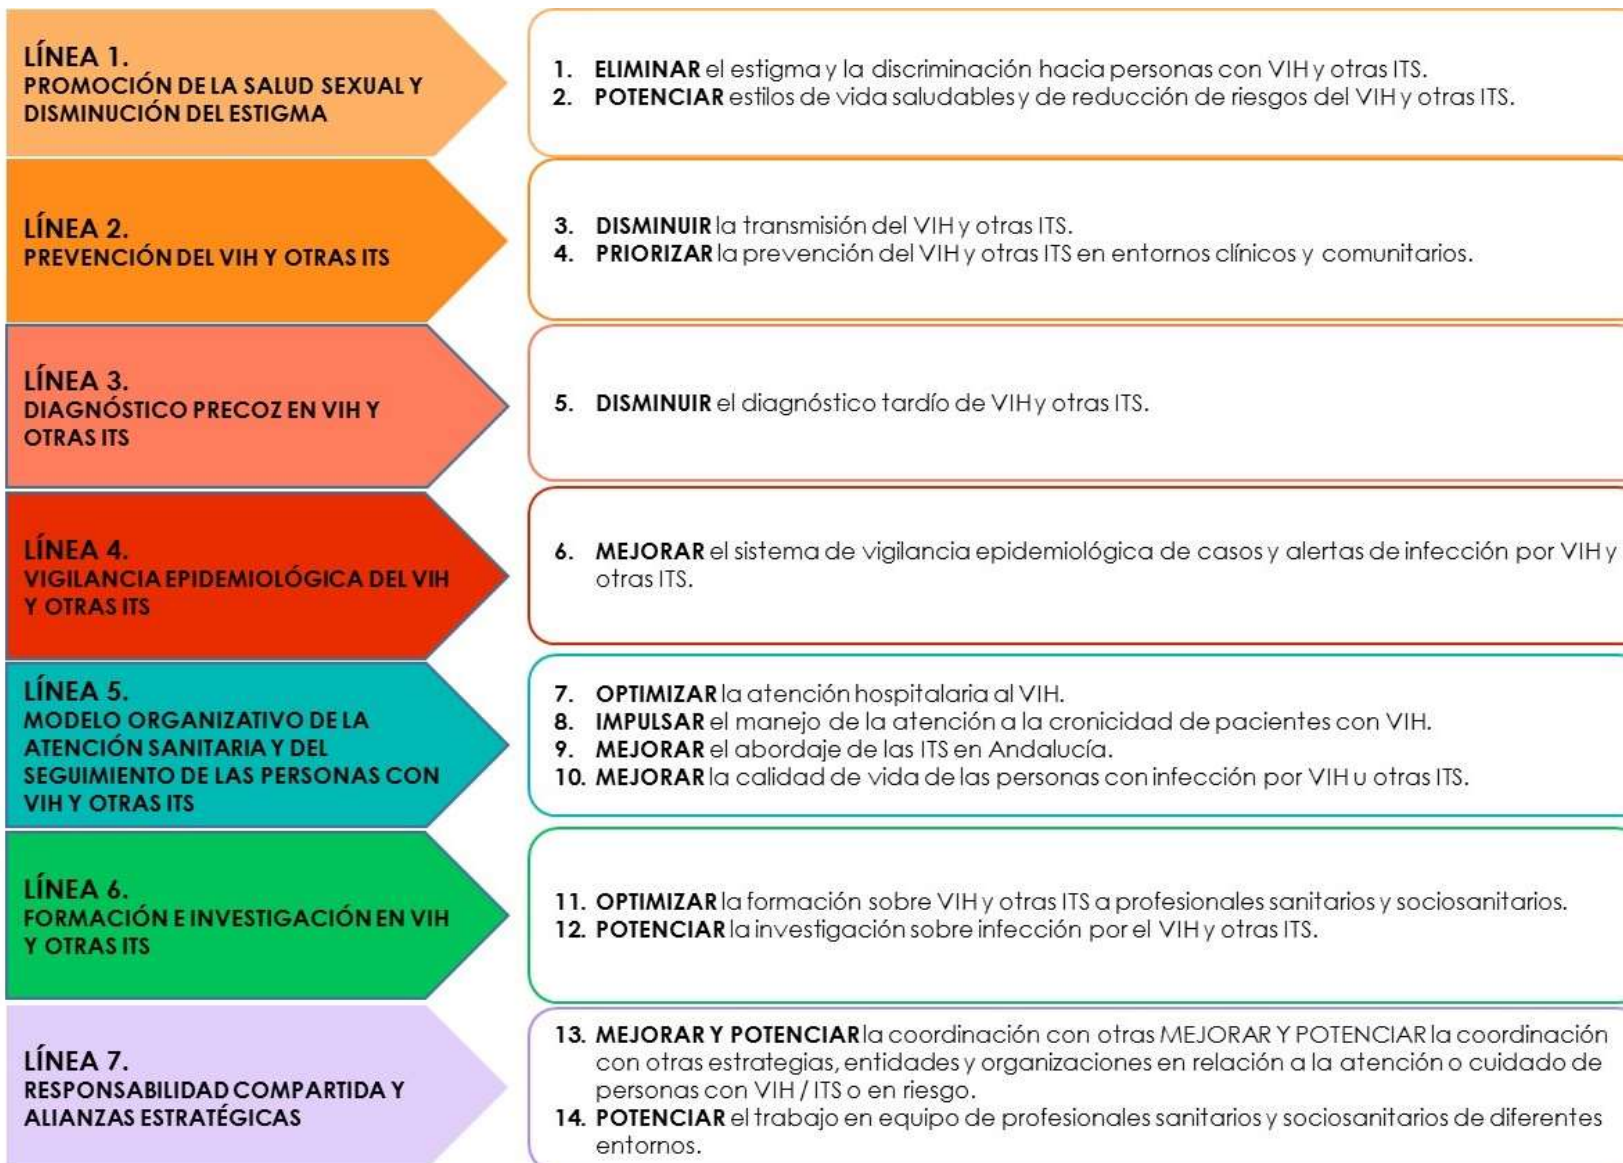 LÍNEA 1.
PROMOCIÓN DE LA SALUD SEXUAL Y
DISMINUCIÓN DEL ESTIGMA
1. ELIMINAR el estigma y la discriminación hacia personas con VIH y otras ITS.
2. POTENCIAR estilos de vida saludables y de reducción de riesgos del VIH y otras ITS.
LÍNEA 2.
PREVENCIÓN DEL VIH Y OTRAS ITS
3. DISMINUIR la transmisión del VIH y otras ITS.
4. PRIORIZAR la prevención del VIH y otras ITS en entornos clínicos y comunitarios.
LÍNEA 3.
DIAGNÓSTICO PRECOZ EN VIH Y
OTRAS ITS
5. DISMINUIR el diagnóstico tardío de VIH y otras ITS.
LÍNEA 4.
VIGILANCIA EPIDEMIOLÓGICA DEL VIH
Y OTRAS ITS
6. MEJORAR el sistema de vigilancia epidemiológica de casos y alertas de infección por VIH y
otras ITS.
LÍNEA 5.
MODELO ORGANIZATIVO DE LA
ATENCIÓN SANITARIA Y DEL
SEGUIMIENTO DE LAS PERSONAS CON
VIH Y OTRAS ITS
7. OPTIMIZAR la atención hospitalaria al VIH.
8. IMPULSAR el manejo de la atención a la cronicidad de pacientes con VIH.
9. MEJORAR el abordaje de las ITS en Andalucía.
10. MEJORAR la calidad de vida de las personas con infección por VIH u otras ITS.
LÍNEA 6.
FORMACIÓN E INVESTIGACIÓN EN VIH
Y OTRAS ITS
11. OPTIMIZAR la formación sobre VIH y otras ITS a profesionales sanitarios y sociosanitarios.
12. POTENCIAR la investigación sobre infección por el VIH y otras ITS.
LÍNEA 7.
RESPONSABILIDAD COMPARTIDA Y
ALIANZAS ESTRATÉGICAS
13. MEJORAR Y POTENCIAR la coordinación con otras MEJORAR Y POTENCIAR la coordinación
con otras estrategias, entidades y organizaciones en relación a la atención o cuidado de
personas con VIH / ITS o en riesgo.
14. POTENCIAR el trabajo en equipo de profesionales sanitarios y sociosanitarios de diferentes
entornos.